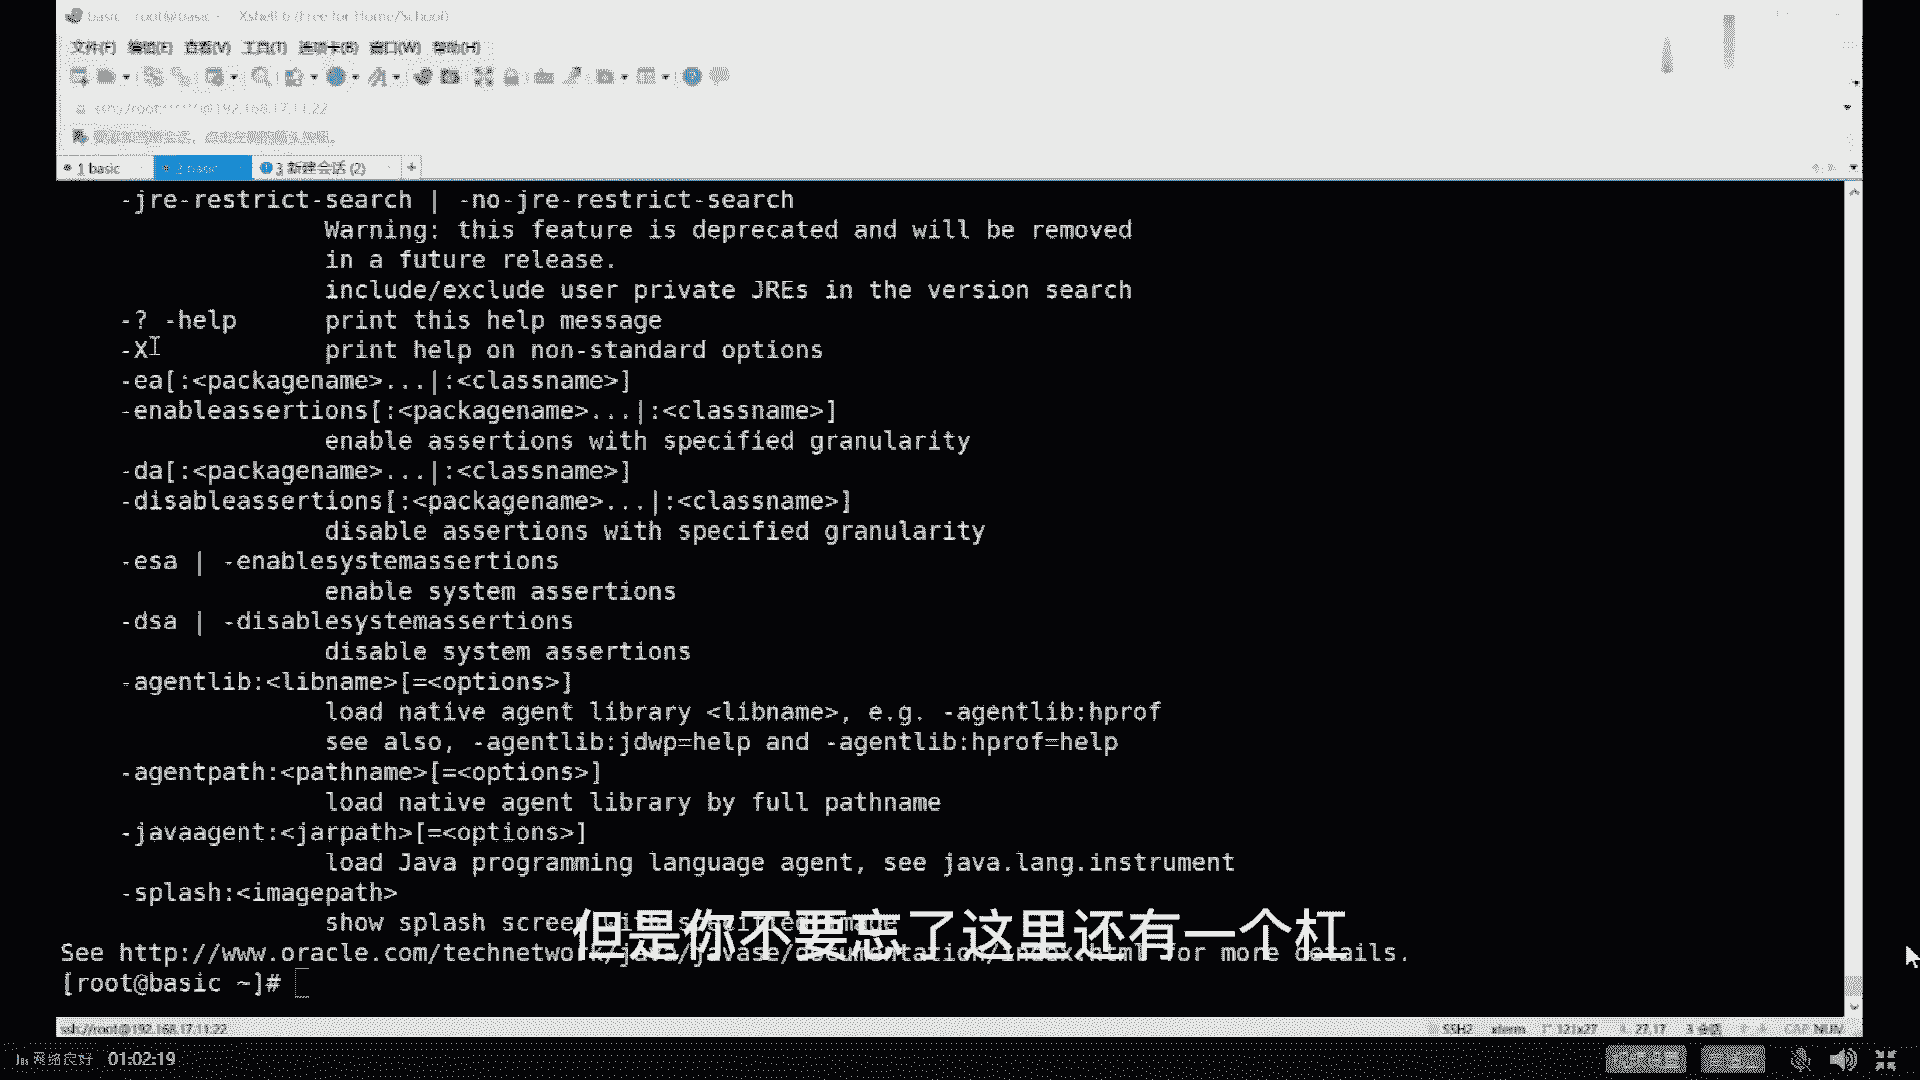 basic - root@basic - Xshell 6 (Free for Home/School)
文件(F) 编辑(E) 查看(V) 工具(T) 选项卡(B) 窗口(W) 帮助(H)
ssh://root:*****@192.168.17.11:22
1 basic 2 basic 3 新建会话 (2) +
-jre-restrict-search | -no-jre-restrict-search
Warning: this feature is deprecated and will be removed
in a future release.
include/exclude user private JREs in the version search
-? -help print this help message
-X print help on non-standard options
-ea[:<packagename>...|:<classname>]
-enableassertions[:<packagename>...|:<classname>]
enable assertions with specified granularity
-da[:<packagename>...|:<classname>]
-disableassertions[:<packagename>...|:<classname>]
disable assertions with specified granularity
-esa | -enablesystemassertions
enable system assertions
-dsa | -disablesystemassertions
disable system assertions
-agentlib:<libname>[=<options>]
load native agent library <libname>, e.g. -agentlib:hprof
see also, -agentlib:jdwp=help and -agentlib:hprof=help
-agentpath:<pathname>[=<options>]
load native agent library by full pathname
-javaagent:<jarpath>[=<options>]
load Java programming language agent, see java.lang.instrument
-splash:<imagepath>
show splash screen with specified image
但是你不要忘了这里还有一个杠
See http://www.oracle.com/technetwork/java/javase/documentation/index.html for more details.
[root@basic ~]#
ssh://root@192.168.17.11:22 SSH2 xterm 121x27 27,17 3 会话 CAP NUM
网络良好 01:02:19